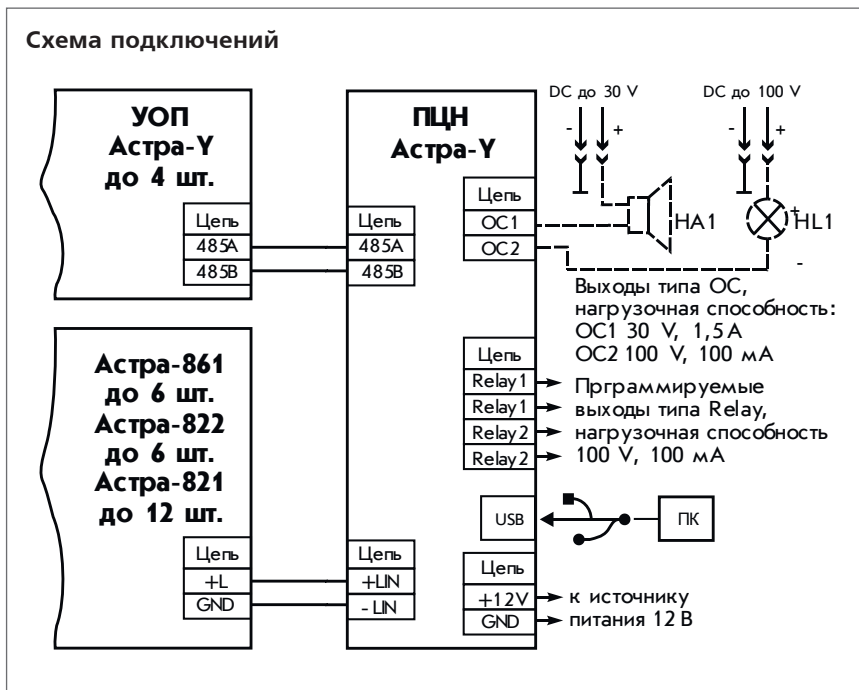 Схема подключений
УОП
Астра-Y
до 4 шт.
Цепь
485A
485B
Астра-861
до 6 шт.
Астра-822
до 6 шт.
Астра-821
до 12 шт.
Цепь
+L
GND
ПЦН
Астра-Y
Цепь
485A
485B
Цепь
+LIN
- LIN
Цепь
OC1
OC2
Цепь
Relay1
Relay1
Relay2
Relay2
USB
Цепь
+12V
GND
DC до 30 V
- +
HA1
DC до 100 V
- +
+
HL1
-
Выходы типа ОС,
нагрузочная способность:
ОС1 30 V, 1,5 А
ОС2 100 V, 100 мА
Прграммируемые
выходы типа Relay,
нагрузочная способность
100 V, 100 мА
ПК
к источнику
питания 12 В